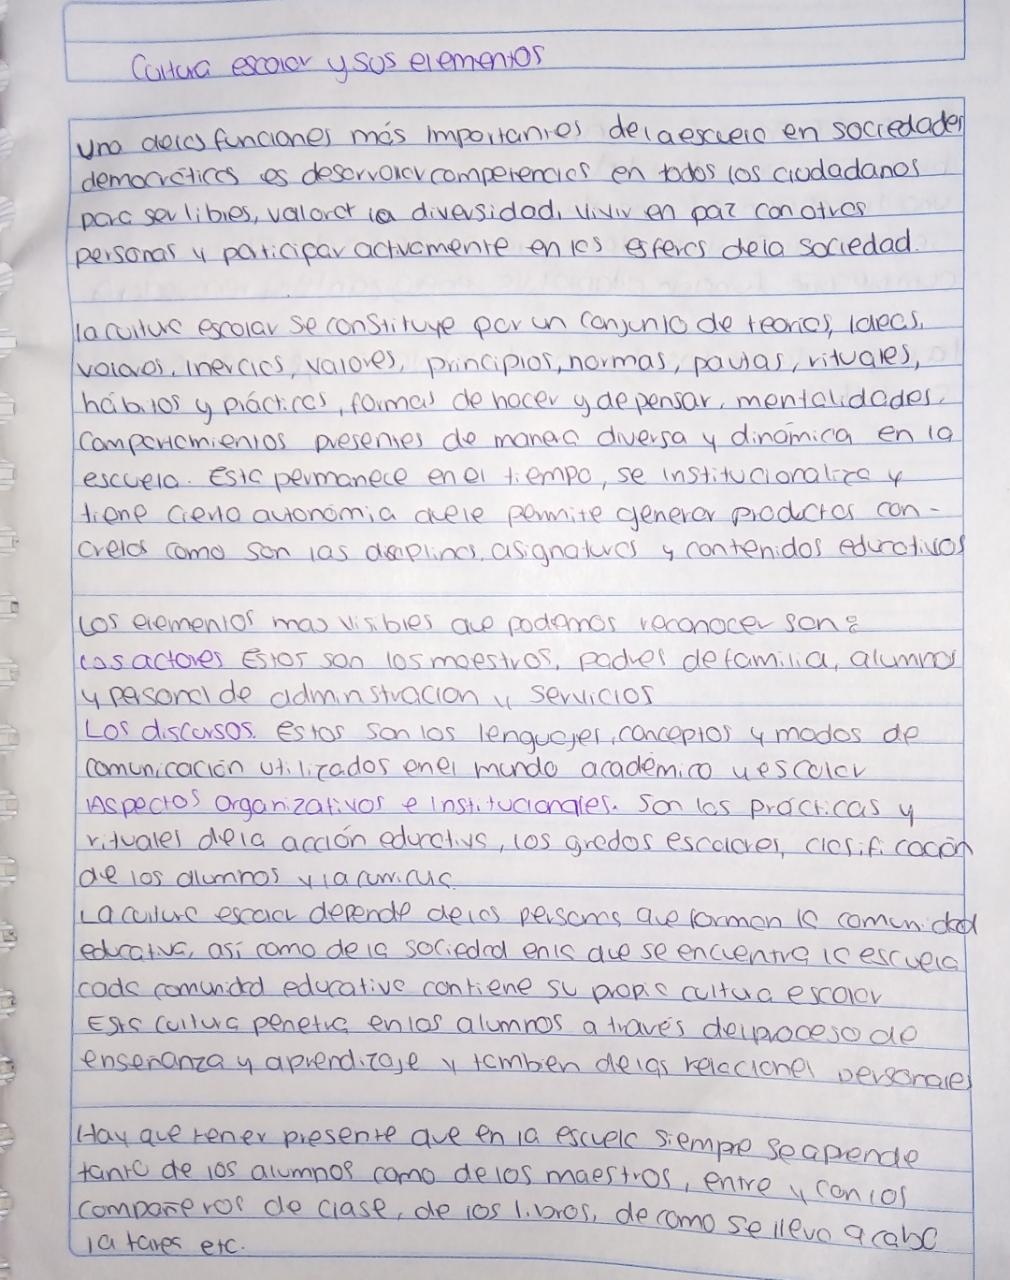 Cultura escolar y sus elementos
Una de las funciones más importantes de la escuela en sociedades
democráticas es desarrollar competencias en todos los ciudadanos
para ser libres, valorar la diversidad, vivir en paz con otras
personas y participar activamente en las esferas de la sociedad.
la cultura escolar se constituye por un conjunto de teorías, ideas,
valores, inercias, valores, principios, normas, pautas, rituales,
hábitos y prácticas, formas de hacer y de pensar, mentalidades,
comportamientos presentes de manera diversa y dinámica en la
escuela. Esta permanece en el tiempo, se institucionaliza y
tiene cierta autonomía que le permite generar productos con-
cretos como son las disciplinas, asignaturas y contenidos educativos
Los elementos mas visibles que podemos reconocer son:
Los actores Estos son los maestros, padres de familia, alumnos
y personal de adminstracion y servicios
Los discursos. Estos son los lenguajes, conceptos y modos de
comunicación utilizados en el mundo académico y escolar
Aspectos organizativos e institucionales. Son las prácticas y
rituales de la acción educativa, los grados escolares, clasificación
de los alumnos y la curricula
La cultura escolar depende de las personas que forman la comunidad
educativa, así como de la sociedad en la que se encuentra la escuela
cada comunidad educativa contiene su propia cultura escolar
Esta cultura penetra en los alumnos a través del proceso de
enseñanza y aprendizaje y tambien de las relaciones personales
Hay que tener presente que en la escuela siempre se aprende
tanto de los alumnos como de los maestros, entre y con los
compañeros de clase, de los libros, de como se lleva a cabo
la tarea etc.